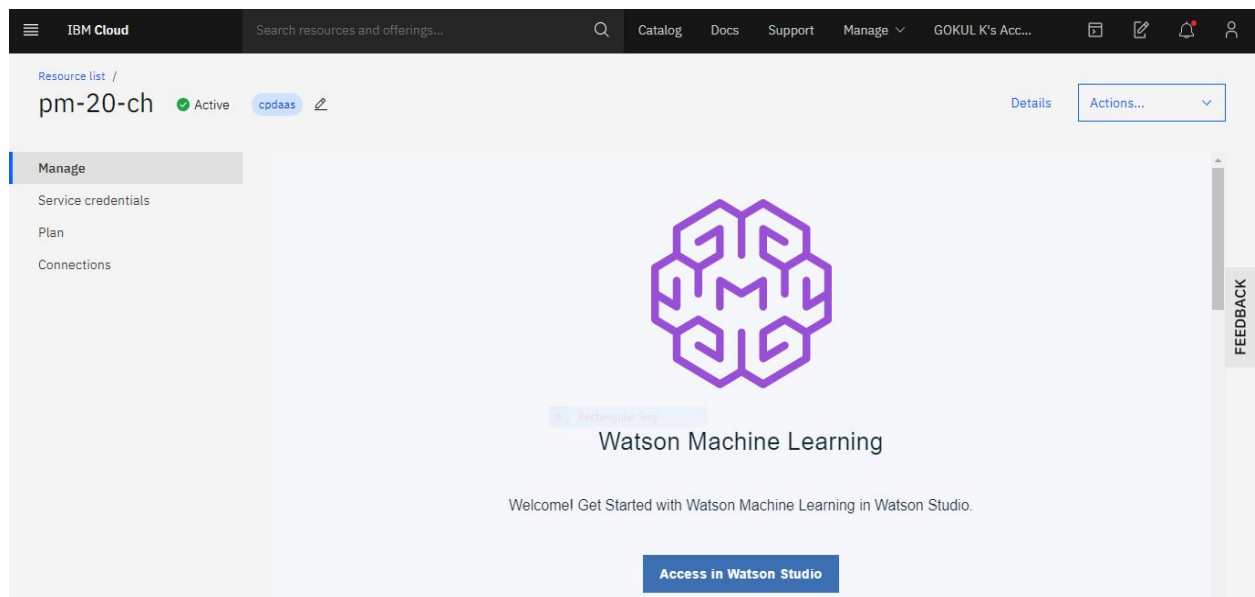 IBM Cloud Search resources and offerings... Catalog Docs Support Manage GOKUL K's Acc...
Resource list /
pm-20-ch Active cpdaas Details Actions...
Manage
Service credentials
Plan
Connections
FEEDBACK
Rectangular Snip
Watson Machine Learning
Welcome! Get Started with Watson Machine Learning in Watson Studio.
Access in Watson Studio